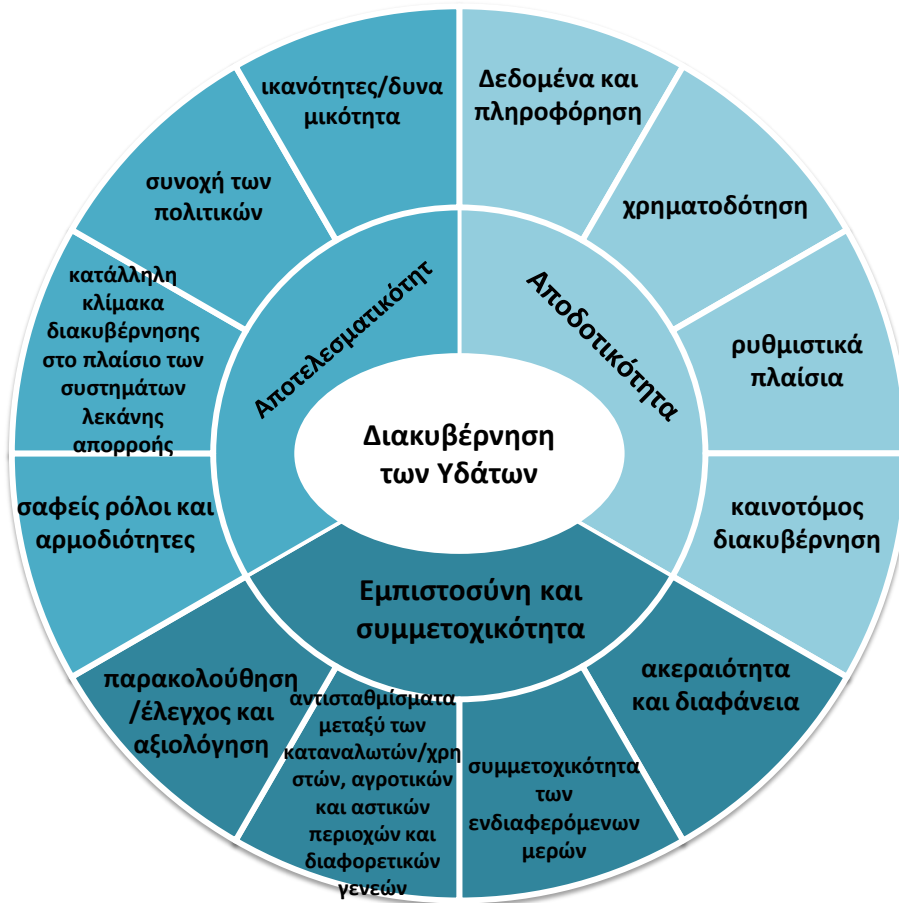 Διακυβέρνηση
των Υδάτων
Αποτελεσματικότητ
Αποδοτικότητα
Εμπιστοσύνη και
συμμετοχικότητα
Δεδομένα και
πληροφόρηση
χρηματοδότηση
ρυθμιστικά
πλαίσια
καινοτόμος
διακυβέρνηση
ακεραιότητα
και διαφάνεια
συμμετοχικότητα
των
ενδιαφερόμενων
μερών
αντισταθμίσματα
μεταξύ των
καταναλωτών/χρη
στών, αγροτικών
και αστικών
περιοχών και
διαφορετικών
γενεών
παρακολούθηση
/έλεγχος και
αξιολόγηση
σαφείς ρόλοι και
αρμοδιότητες
κατάλληλη
κλίμακα
διακυβέρνησης
στο πλαίσιο των
συστημάτων
λεκάνης
απορροής
συνοχή των
πολιτικών
ικανότητες/δυνα
μικότητα